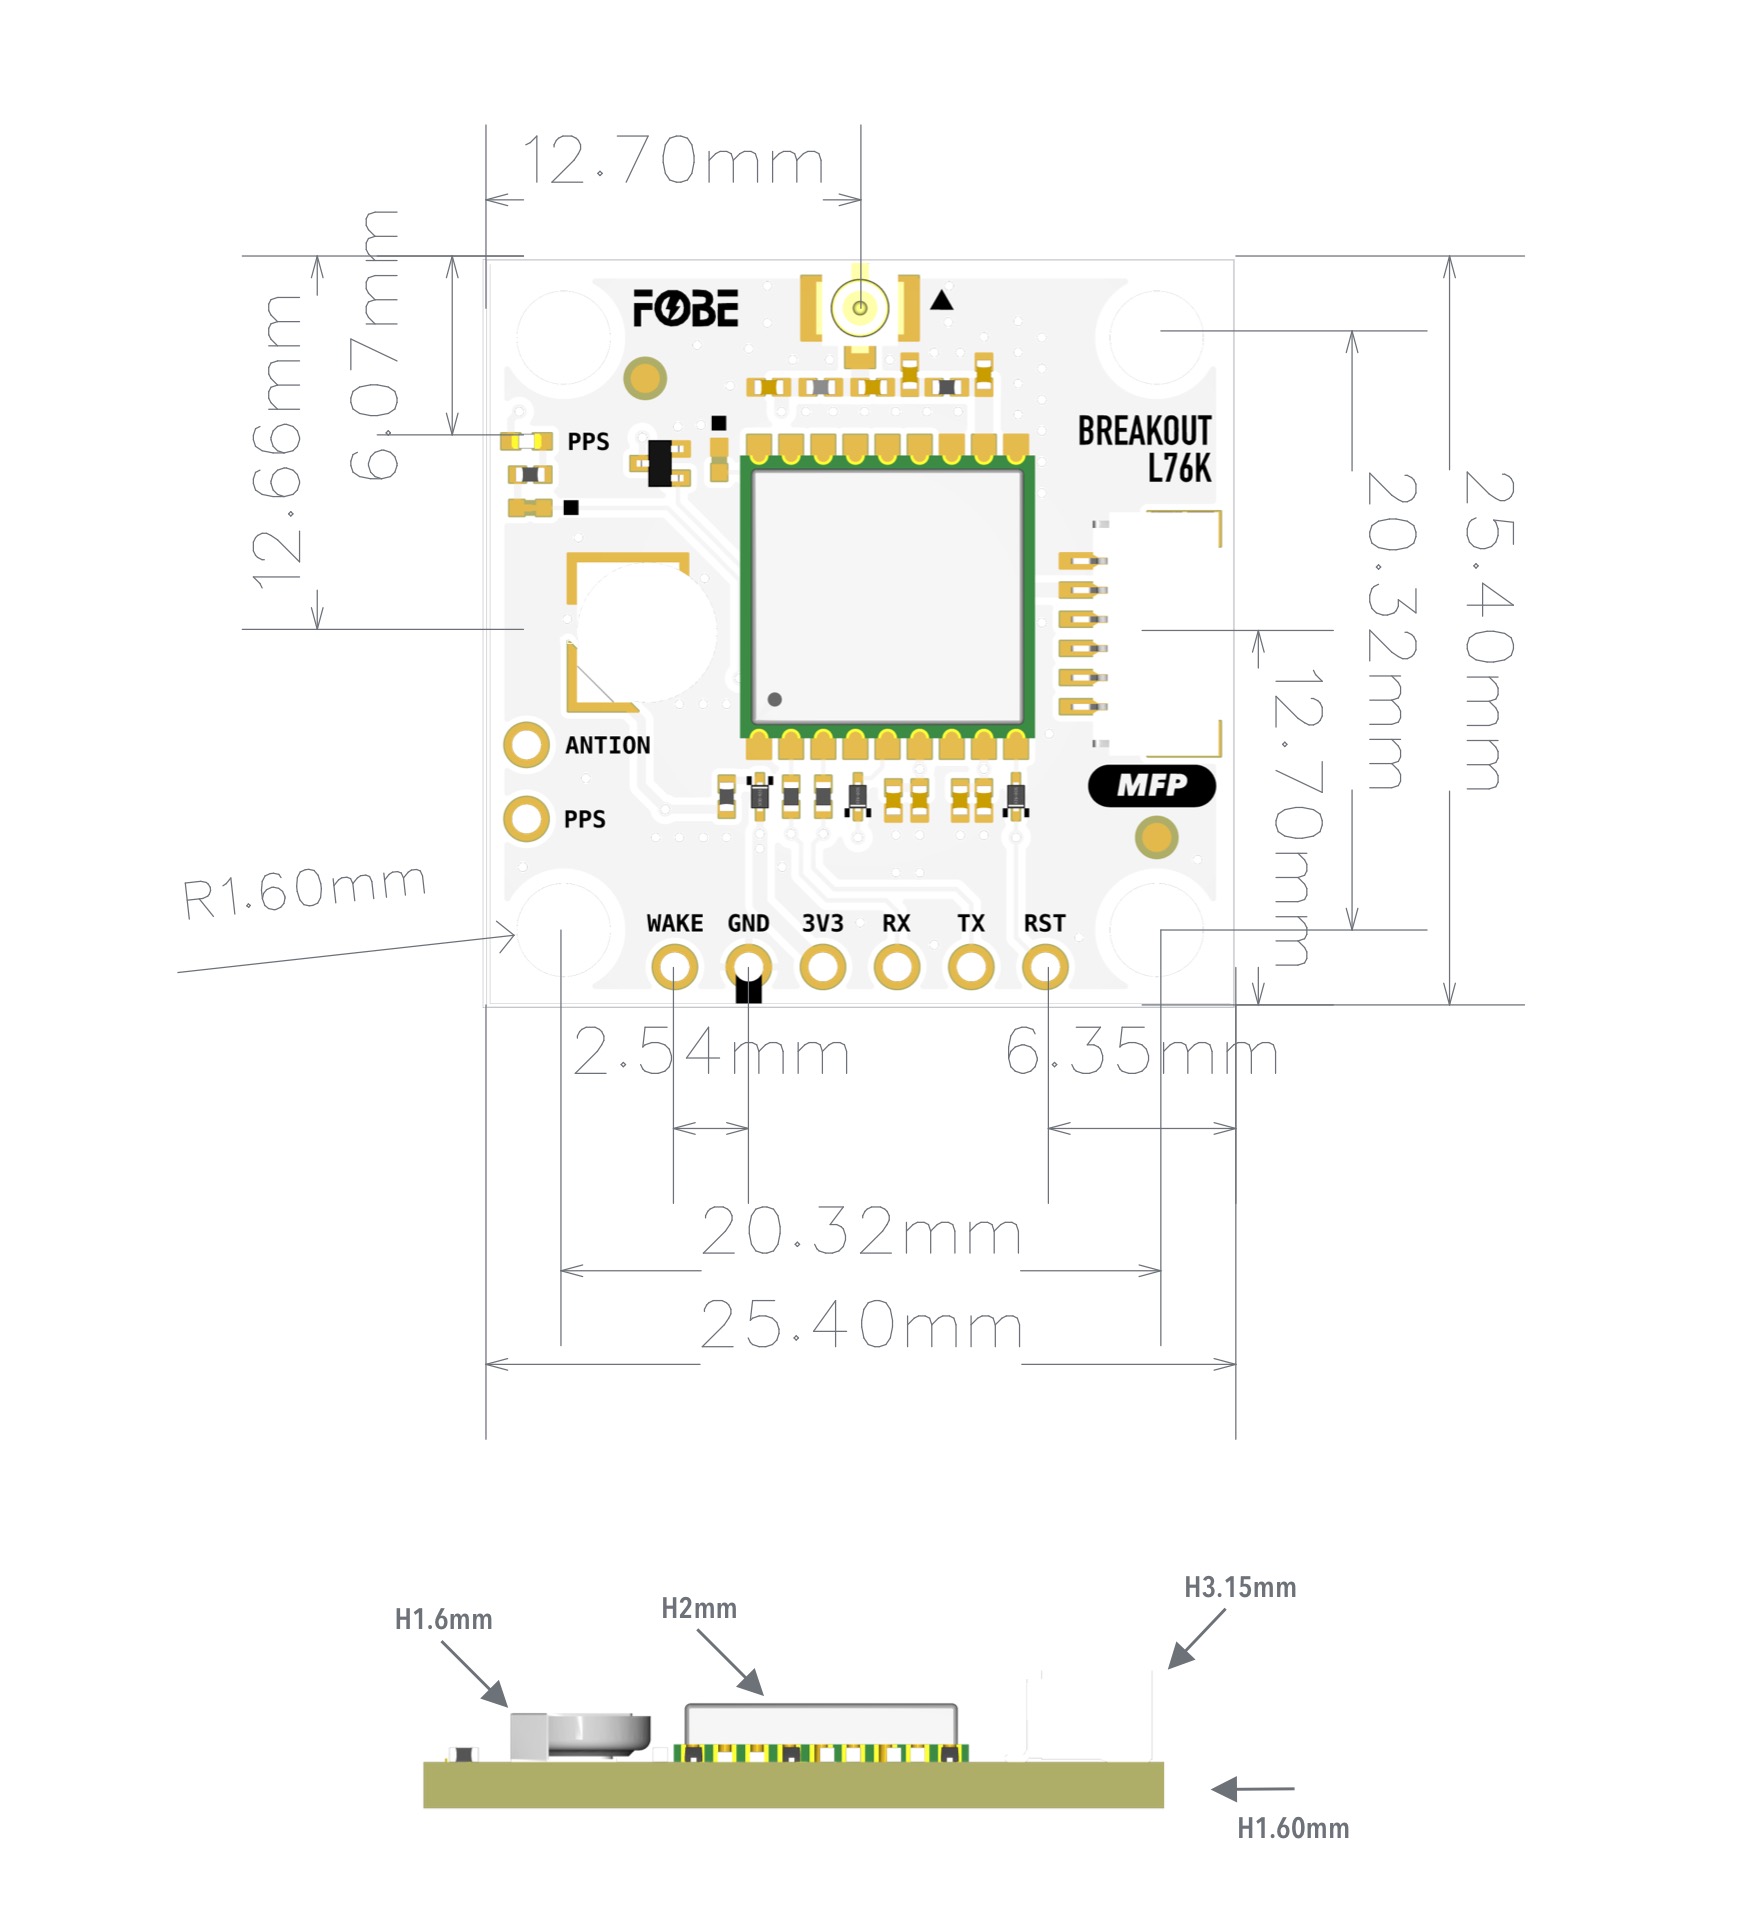 12.70mm
6.07mm
12.66mm
FOBE
PPS
BREAKOUT
L76K
25.40mm
20.32mm
12.70mm
ANTION
MFP
PPS
R1.60mm
WAKE GND 3V3 RX TX RST
2.54mm
6.35mm
20.32mm
25.40mm
H3.15mm
H2mm
H1.6mm
H1.60mm